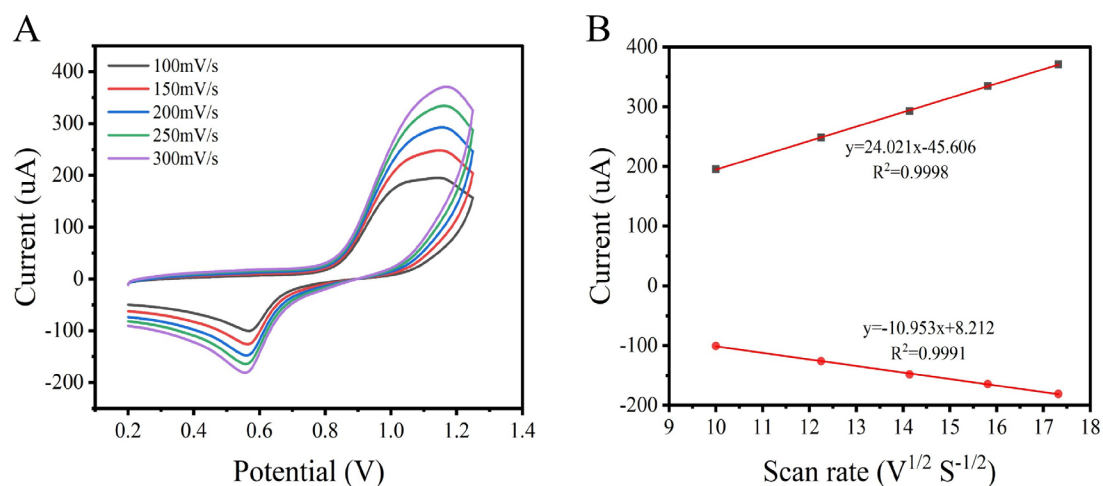 A
Current (uA)
400
300
200
100
0
-100
-200
100mV/s
150mV/s
200mV/s
250mV/s
300mV/s
0.2 0.4 0.6 0.8 1.0 1.2 1.4
Potential (V)
B
Current (uA)
400
300
200
100
0
-100
-200
y=24.021x-45.606
R²=0.9998
y=-10.953x+8.212
R²=0.9991
9 10 11 12 13 14 15 16 17 18
Scan rate (V^1/2 S^-1/2)